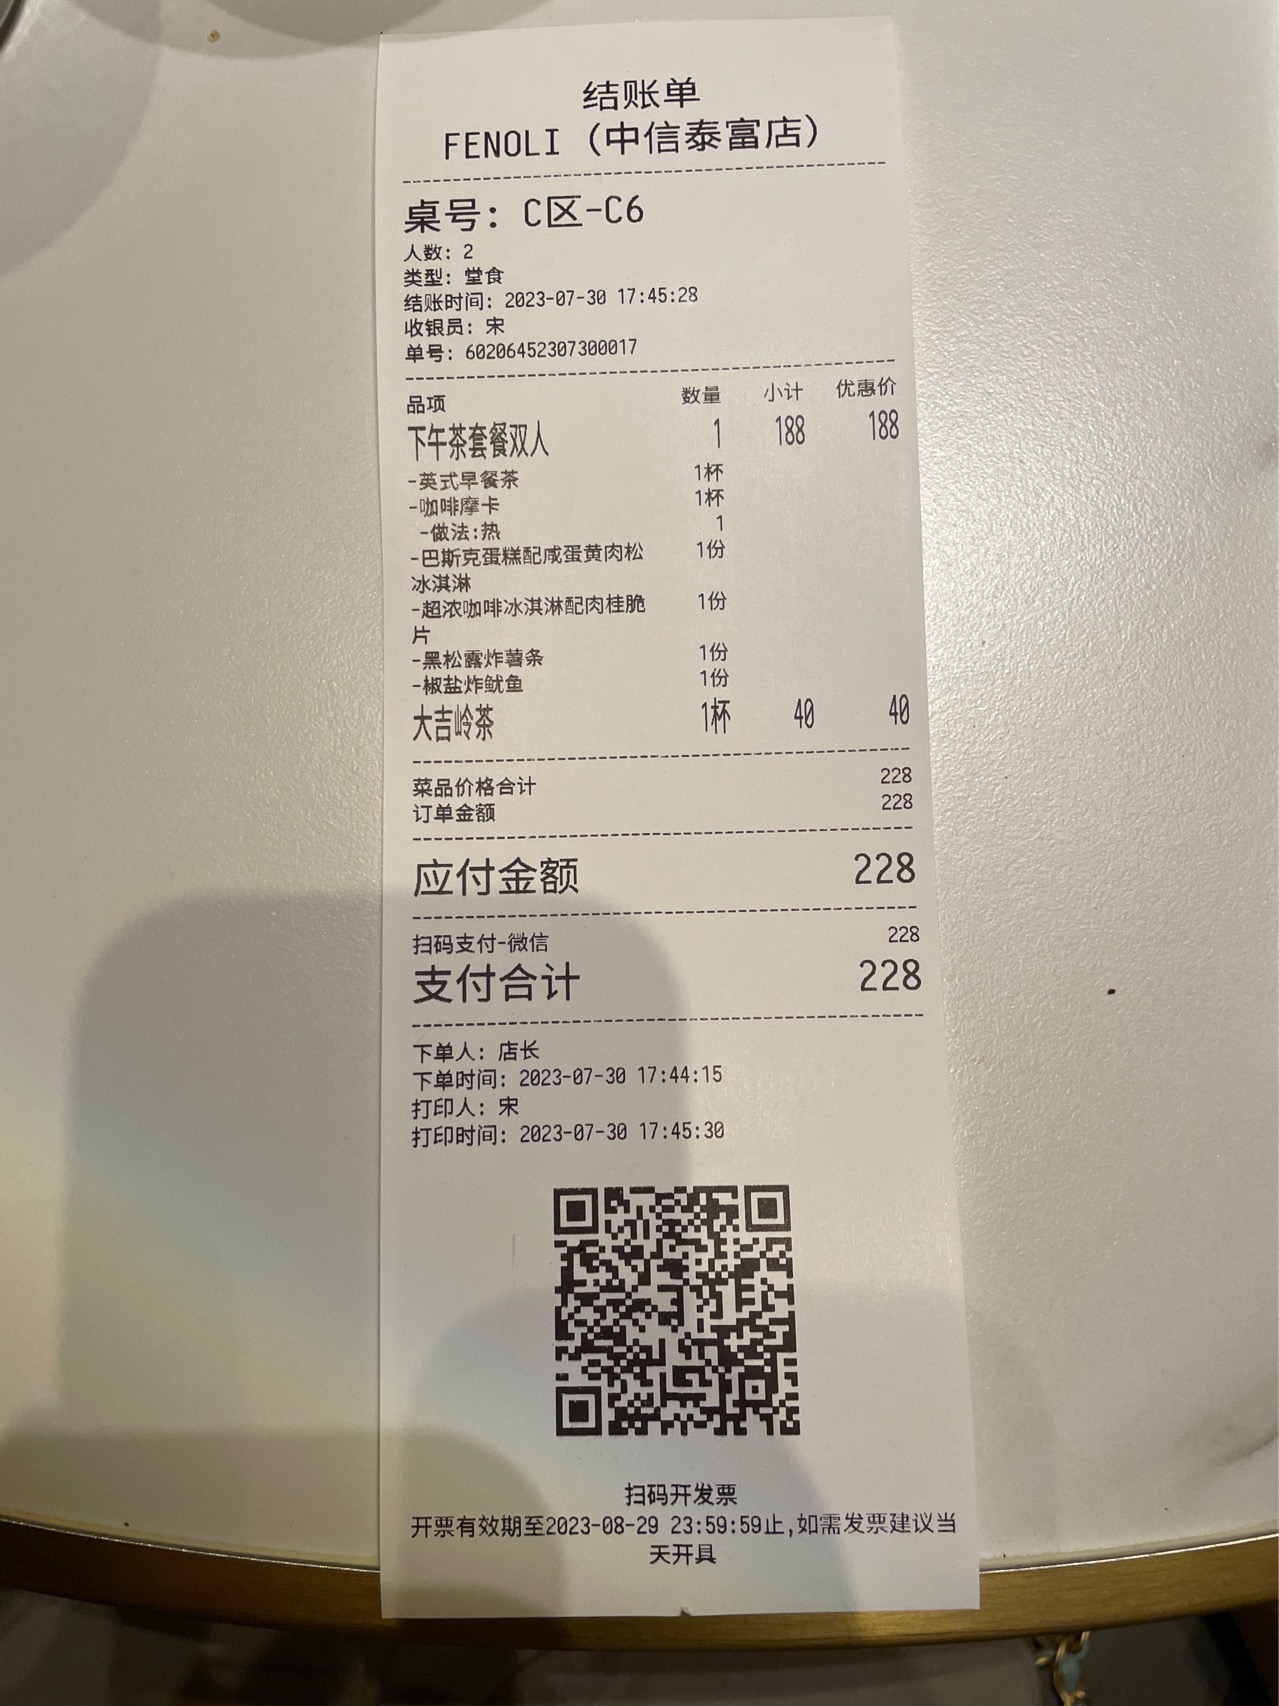 结账单
FENOLI（中信泰富店）
桌号：C区-C6
人数：2
类型：堂食
结账时间：2023-07-30 17:45:28
收银员：宋
单号：60206452307300017
品项 数量 小计 优惠价
下午茶套餐双人 1 188 188
-英式早餐茶 1杯
-咖啡摩卡 1杯
-做法:热 1
-巴斯克蛋糕配咸蛋黄肉松 1份
冰淇淋
-超浓咖啡冰淇淋配肉桂脆 1份
片
-黑松露炸薯条 1份
-椒盐炸鱿鱼 1份
大吉岭茶 1杯 40 40
菜品价格合计 228
订单金额 228
应付金额 228
扫码支付-微信 228
支付合计 228
下单人：店长
下单时间：2023-07-30 17:44:15
打印人：宋
打印时间：2023-07-30 17:45:30
扫码开发票
开票有效期至2023-08-29 23:59:59止,如需发票建议当
天开具